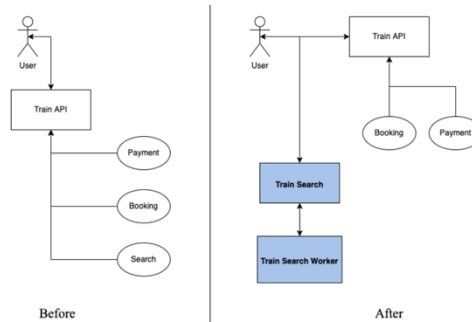 User
Train API
Payment
Booking
Search
Before
User
Train API
Booking
Payment
Train Search
Train Search Worker
After